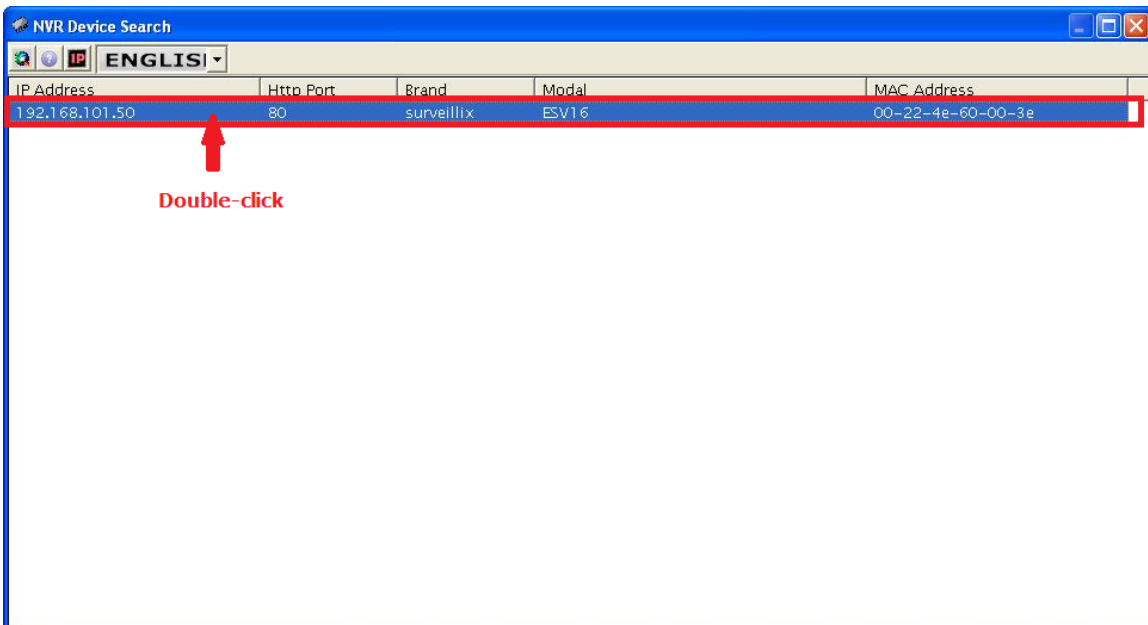 NVR Device Search
IP ENGLISI
IP Address Http Port Brand Modal MAC Address
192.168.101.50 80 surveillix ESV16 00-22-4e-60-00-3e
Double-click